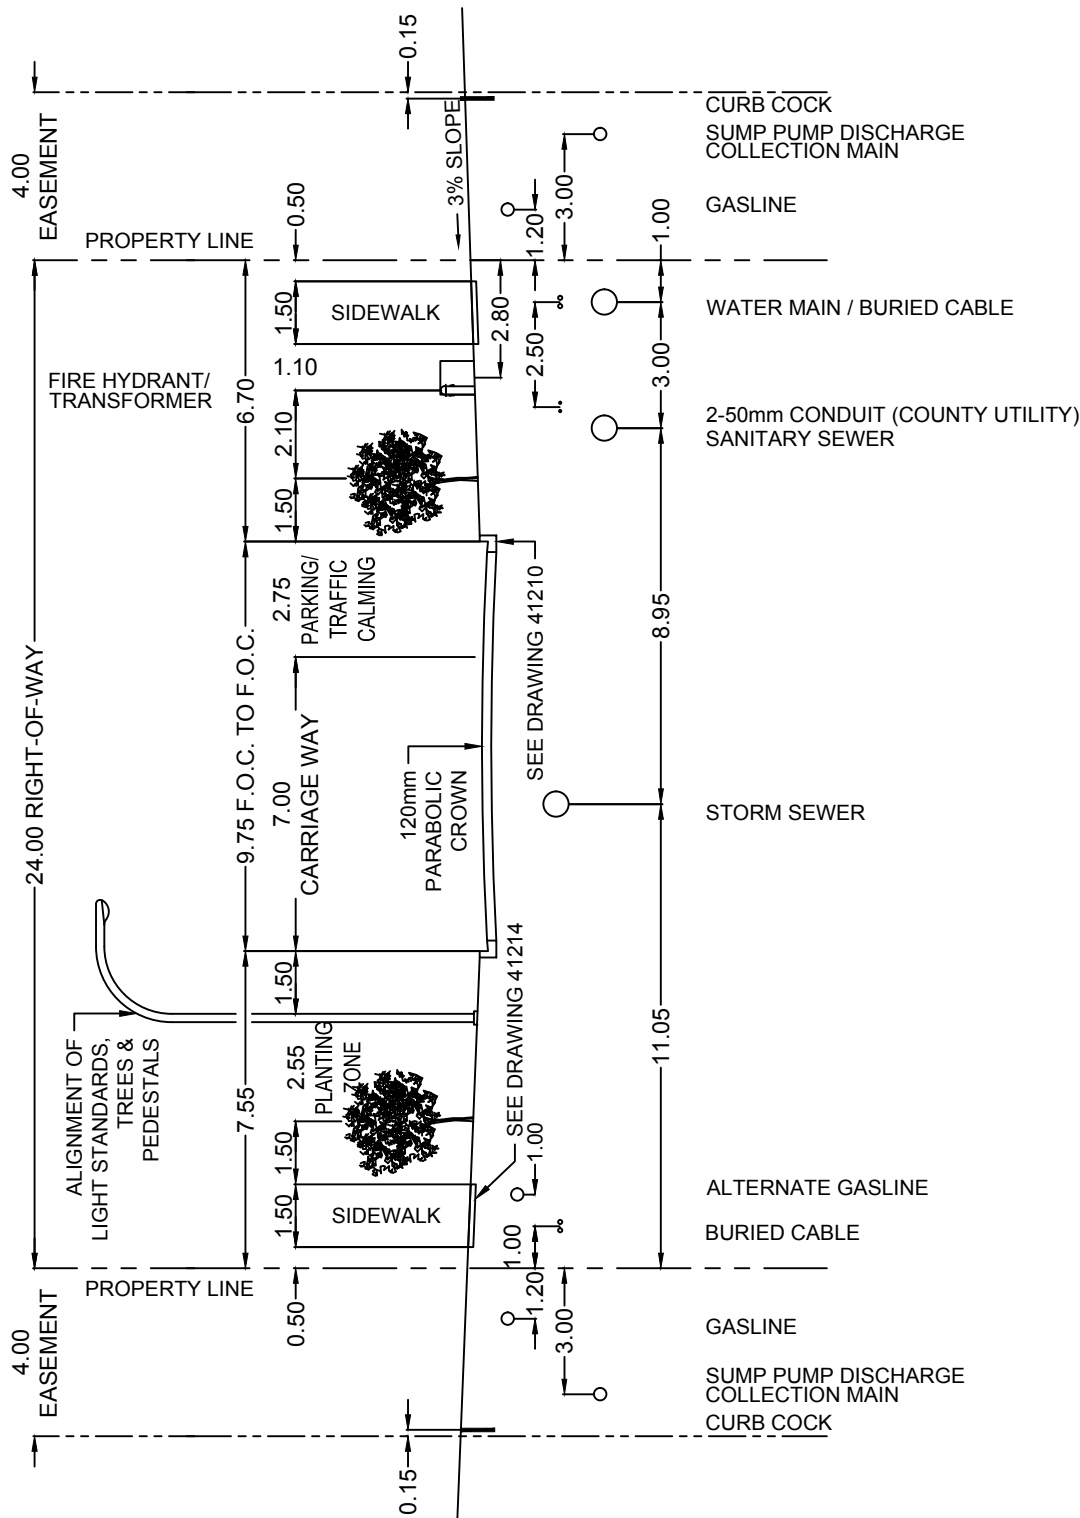 0.15
4.00
EASEMENT
3% SLOPE
CURB COCK
SUMP PUMP DISCHARGE
COLLECTION MAIN
3.00
GASLINE
1.20
0.50
1.00
PROPERTY LINE
1.50
SIDEWALK
2.80
2.50
WATER MAIN / BURIED CABLE
3.00
1.10
FIRE HYDRANT/
TRANSFORMER
6.70
2.10
2-50mm CONDUIT (COUNTY UTILITY)
SANITARY SEWER
1.50
2.75
PARKING/
TRAFFIC
CALMING
SEE DRAWING 41210
8.95
24.00 RIGHT-OF-WAY
9.75 F.O.C. TO F.O.C.
7.00
CARRIAGE WAY
120mm
PARABOLIC
CROWN
STORM SEWER
1.50
SEE DRAWING 41214
11.05
ALIGNMENT OF
LIGHT STANDARDS,
TREES &
PEDESTALS
7.55
2.55
PLANTING
ZONE
1.50
1.00
ALTERNATE GASLINE
1.50
SIDEWALK
BURIED CABLE
1.00
PROPERTY LINE
0.50
1.20
3.00
GASLINE
4.00
EASEMENT
SUMP PUMP DISCHARGE
COLLECTION MAIN
CURB COCK
0.15